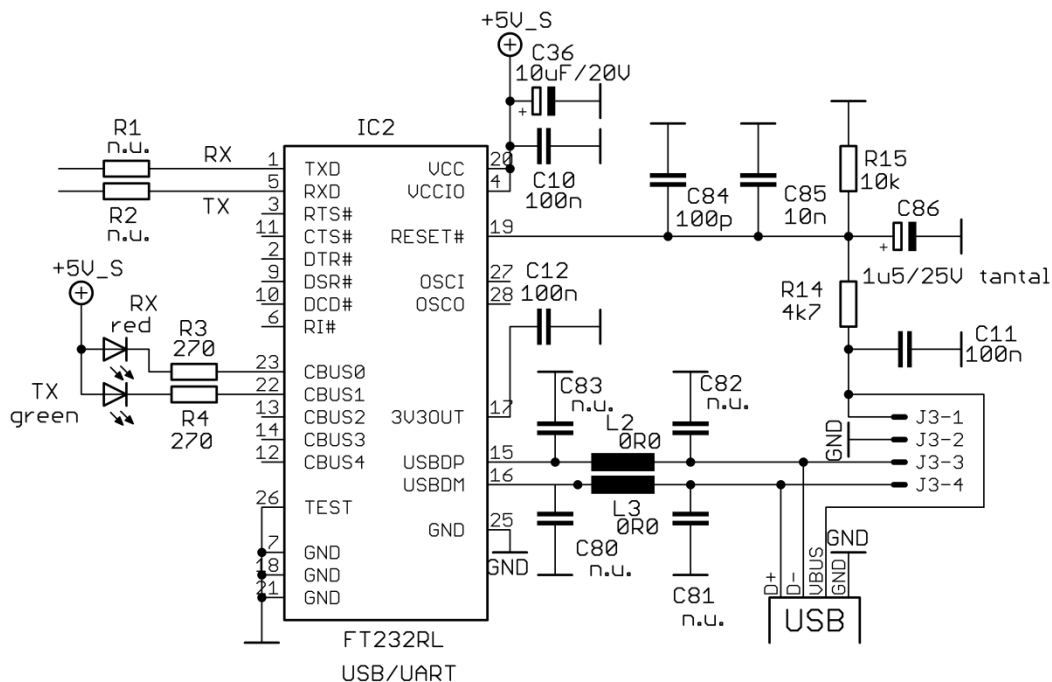 +5V_S
C36
10uF/20V
+
IC2
R1
n.u.
RX
1
TXD
VCC
20
C10
100n
5
RXD
VCCIO
4
R2
n.u.
TX
3
RTS#
11
CTS#
RESET#
19
2
DTR#
9
DSR#
OSCI
27
10
DCD#
OSCO
28
6
RI#
C84
100p
C85
10n
R15
10k
C86
+
1u5/25V tantal
C12
100n
R14
4k7
C11
100n
+5V_S
RX
red
R3
270
23
CBUS0
TX
green
22
CBUS1
R4
270
13
CBUS2
3V3OUT
17
14
CBUS3
12
CBUS4
USBDP
15
USBDM
16
26
TEST
GND
25
GND
7
GND
18
GND
21
GND
C83
n.u.
C82
n.u.
L2
0R0
L3
0R0
C80
n.u.
C81
n.u.
J3-1
GND
J3-2
J3-3
J3-4
GND
D+
D-
VBUS
GND
USB
FT232RL
USB/UART